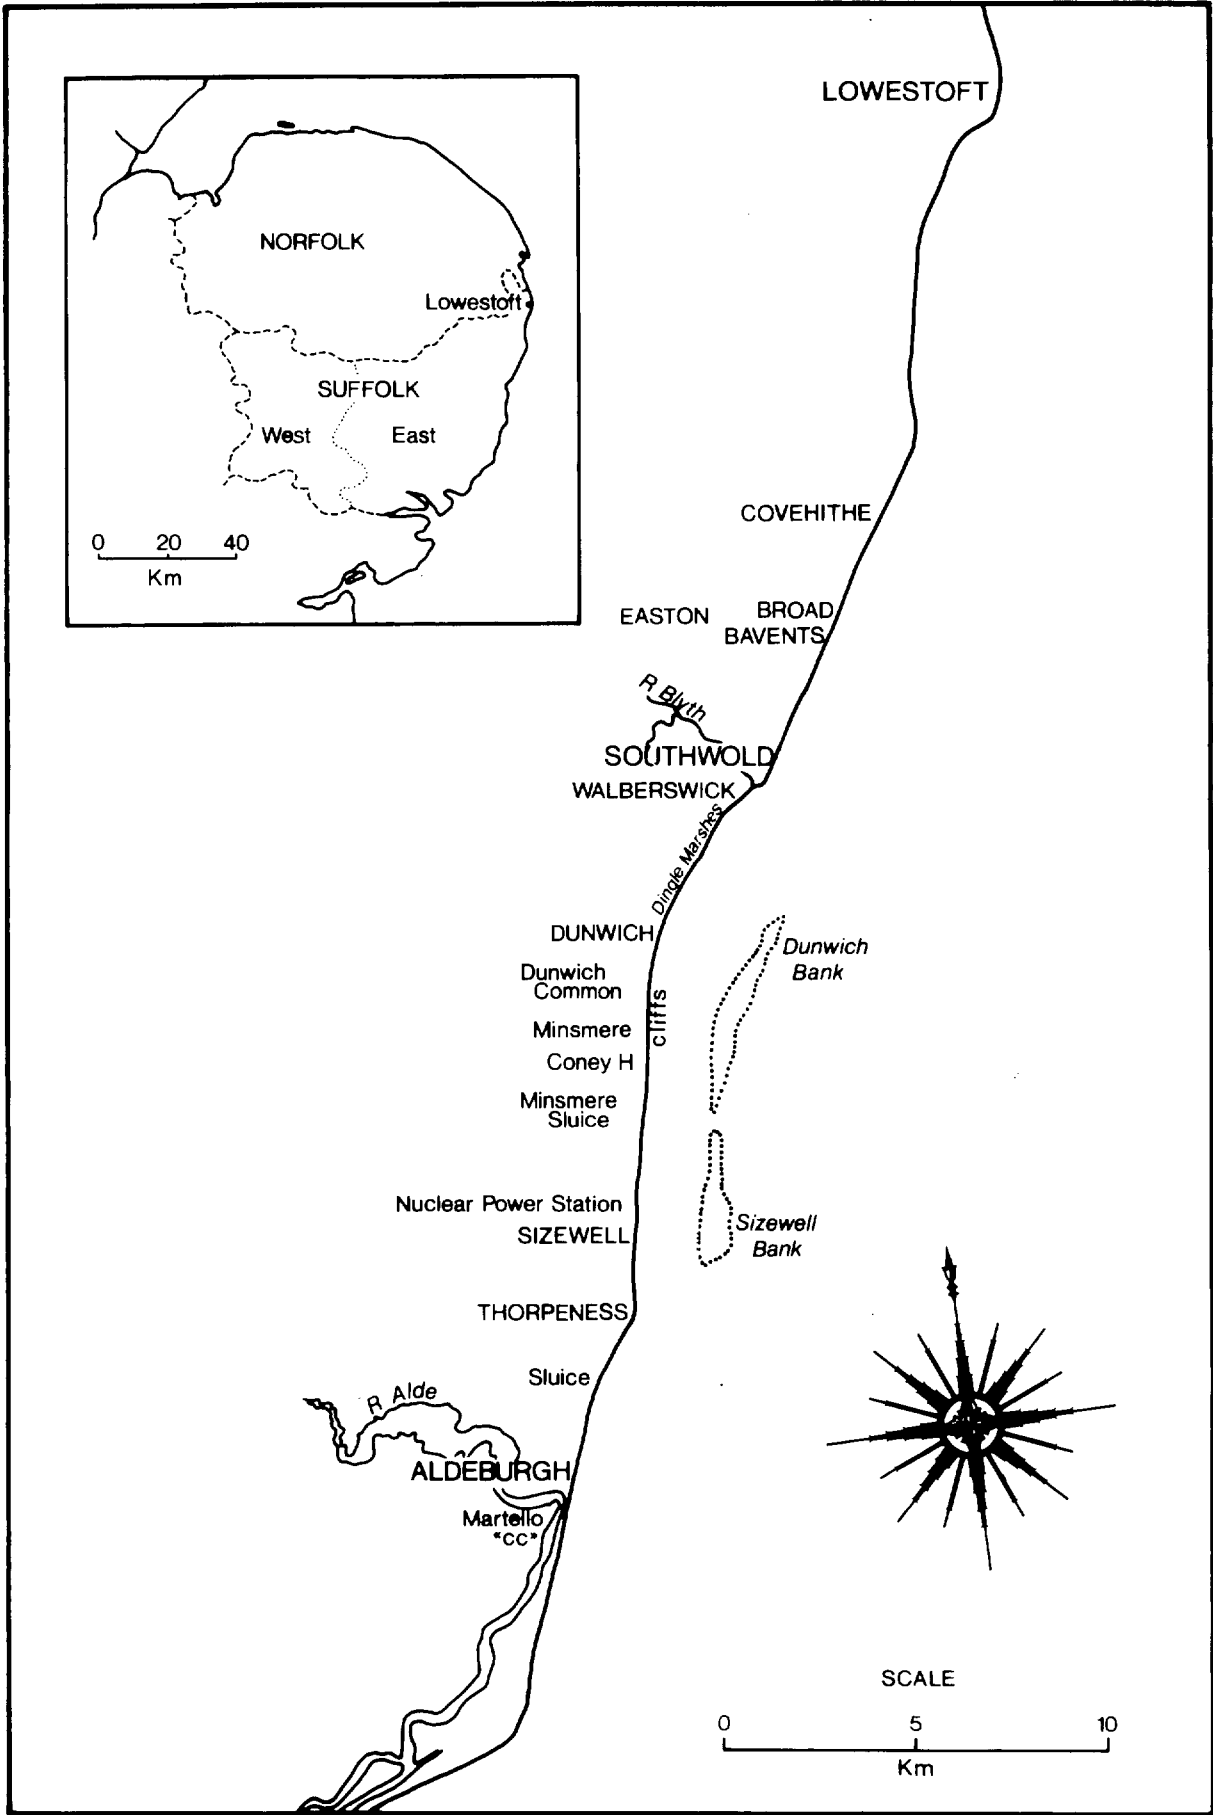 LOWESTOFT
NORFOLK
Lowestoft
SUFFOLK
West
East
0 20 40
Km
COVEHITHE
EASTON
BROAD
BAVENTS
R Blyth
SOUTHWOLD
WALBERSWICK
Dingle Marshes
DUNWICH
Dunwich
Bank
Dunwich
Common
cliffs
Minsmere
Coney H
Minsmere
Sluice
Nuclear Power Station
SIZEWELL
Sizewell
Bank
THORPENESS
Sluice
R Alde
ALDEBURGH
Martello
"CC"
SCALE
0 5 10
Km